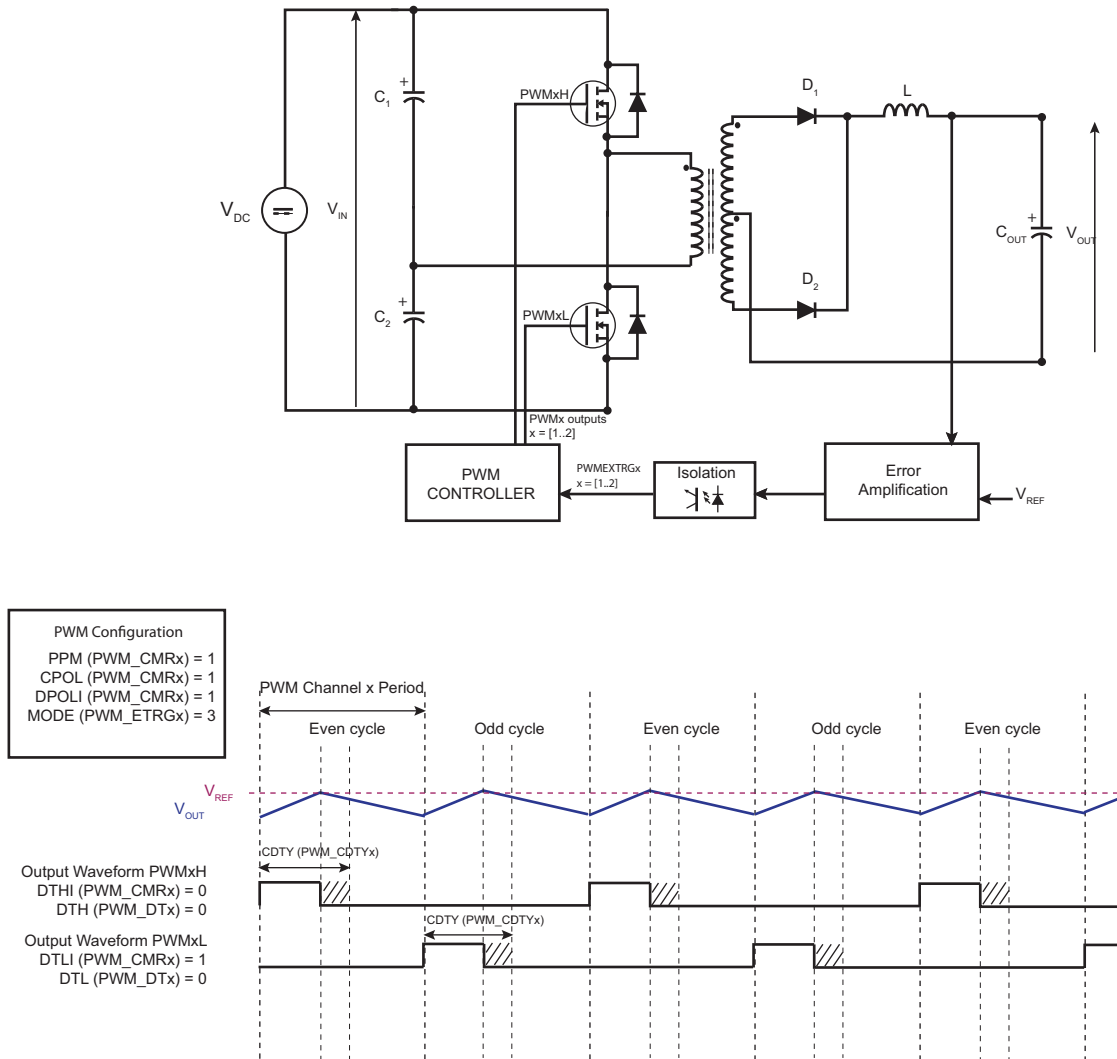 PWMxH
D1
L
C1
VDC
VIN
COUT
VOUT
D2
C2
PWMxL
PWMx outputs
x = [1..2]
PWM
CONTROLLER
PWMEXTRGx
x = [1..2]
Isolation
Error
Amplification
VREF
PWM Configuration
PPM (PWM_CMRx) = 1
CPOL (PWM_CMRx) = 1
DPOLI (PWM_CMRx) = 1
MODE (PWM_ETRGx) = 3
PWM Channel x Period
Even cycle Odd cycle Even cycle Odd cycle Even cycle
VREF
VOUT
CDTY (PWM_CDTYx)
Output Waveform PWMxH
DTHI (PWM_CMRx) = 0
DTH (PWM_DTx) = 0
CDTY (PWM_CDTYx)
Output Waveform PWMxL
DTLI (PWM_CMRx) = 1
DTL (PWM_DTx) = 0